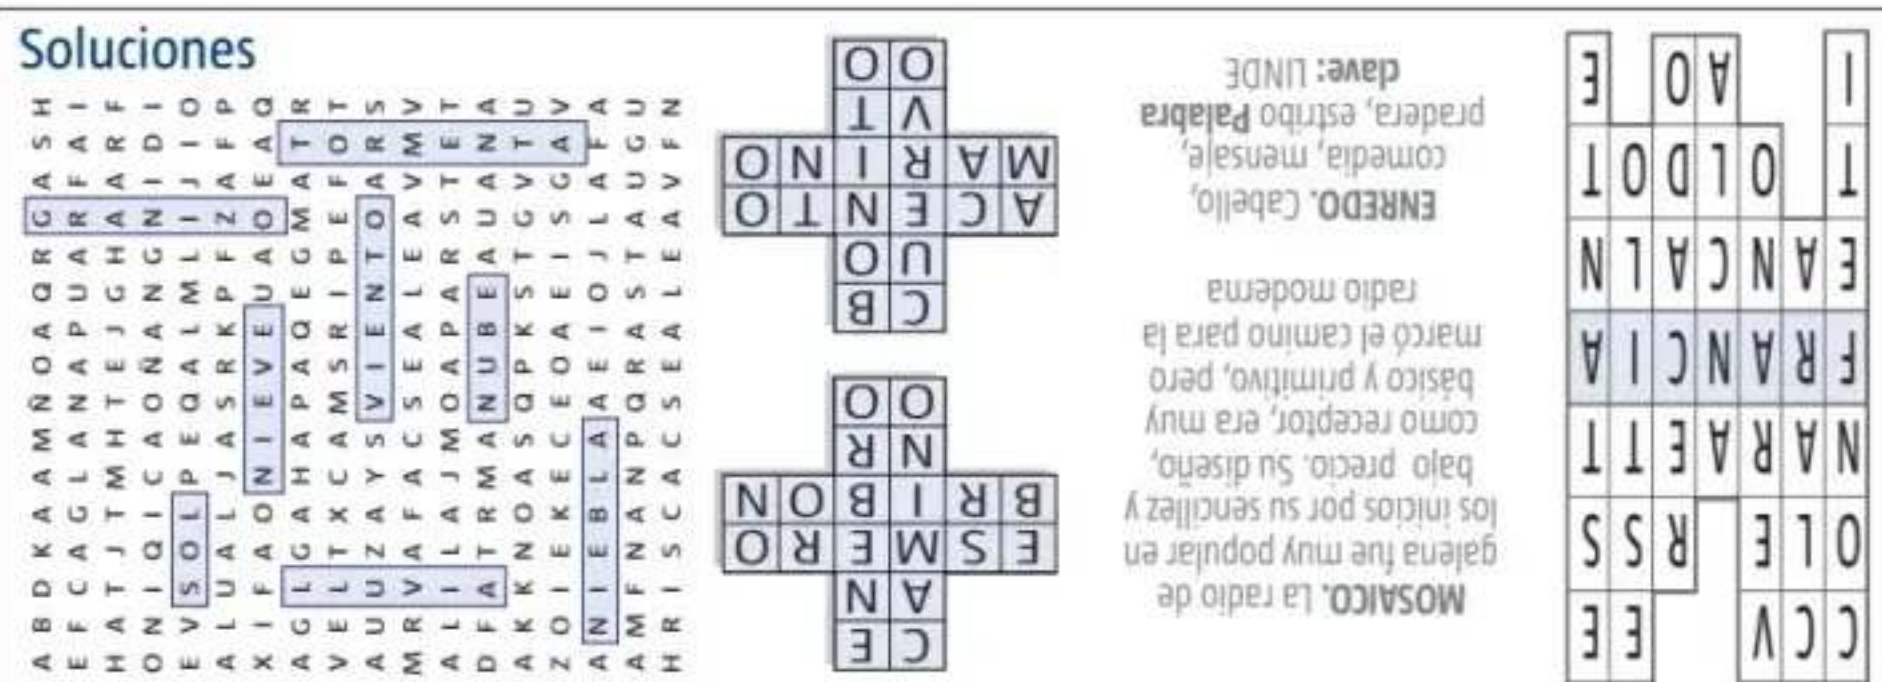 Soluciones
A B D K A A M Ñ O A Q R G A S H
E F C A G L A N A P U A R F A I
H A T J T M H T E J G H A A R F
O N I Q I C A O Ñ A N G N I D I
E V S O L P E Q A L M L I J I O
A L U A L J A S R K P F Z A F P
X I F A O N I E V E U A O E A Q
A G L G A H A P A Q E G M A T R
V E L T X C A M S R I P E F O T
A U U Z A Y S V I E N T O A R S
M R V A F A C S E A L E A V M V
A L I L A J M O A P A R S T E T
D F A T R M A N U B E A U A N A
A K K N O A S Q P K S T G V T U
Z O I E K E C E O A E I S G A V
A N I E B L A A E I O J L A F A
A M F N A N P Q R A S T A U G U
H R I S C A C S E A L E A V F N
C B
U O
A C E N T O
M A R I N O
V T
O O
C E
A N
E S M E R O
B R I B O N
N R
O O
MOSAICO. La radio de
galena fue muy popular en
los inicios por su sencillez y
bajo precio. Su diseño,
como receptor, era muy
básico y primitivo, pero
marcó el camino para la
radio moderna
ENREDO. Cabello,
comedia, mensaje,
pradera, estribo Palabra
clave: LINDE
C C V E E
O L E R S S
N A R A E T T
F R A N C I A
E A N C A L N
T O L D O T
I A O E